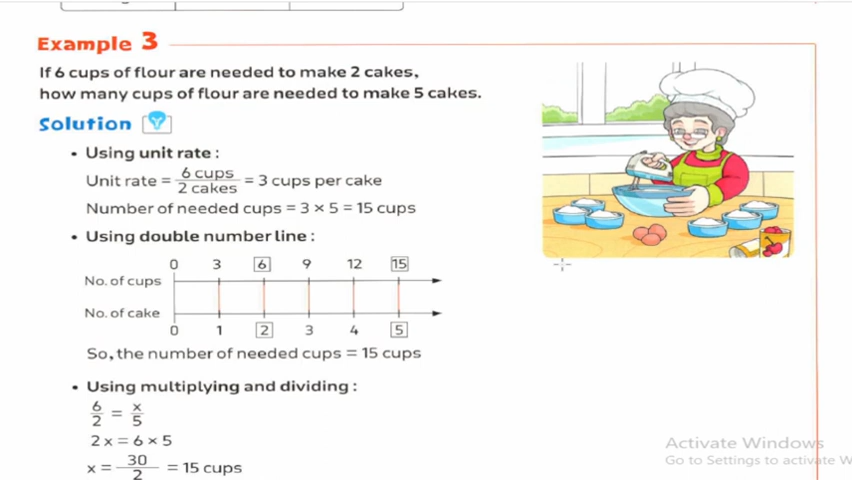 Example 3
If 6 cups of flour are needed to make 2 cakes,
how many cups of flour are needed to make 5 cakes.
Solution
• Using unit rate :
Unit rate = 6 cups / 2 cakes = 3 cups per cake
Number of needed cups = 3 × 5 = 15 cups
• Using double number line :
0 3 6 9 12 15
No. of cups
No. of cake
0 1 2 3 4 5
So, the number of needed cups = 15 cups
• Using multiplying and dividing :
6/2 = x/5
2 x = 6 × 5
x = 30/2 = 15 cups
Activate Windows
Go to Settings to activate W